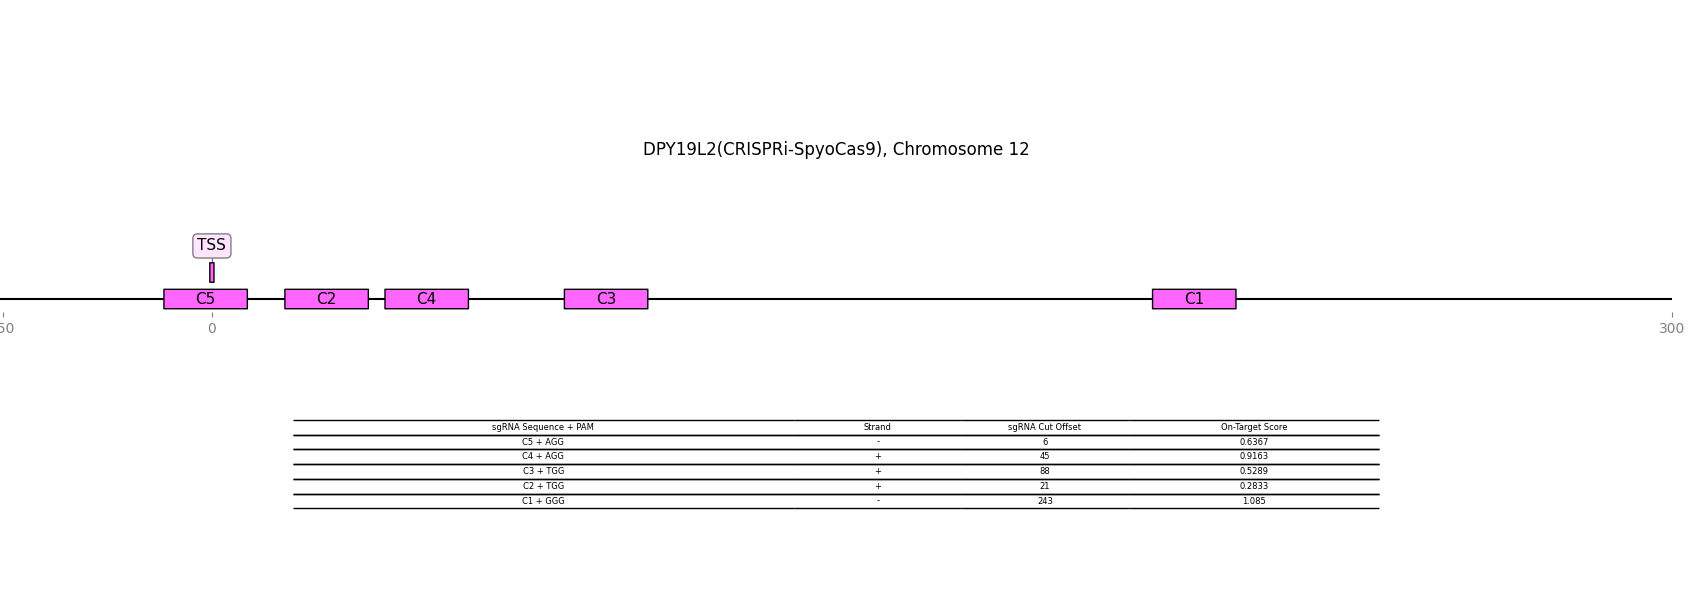 DPY19L2(CRISPRi-SpyoCas9), Chromosome 12
TSS
C5 C2 C4 C3 C1
50 0 300
sgRNA Sequence + PAM Strand sgRNA Cut Offset On-Target Score
C5 + AGG - 6 0.6367
C4 + AGG + 45 0.9163
C3 + TGG + 88 0.5289
C2 + TGG + 21 0.2833
C1 + GGG - 243 1.085